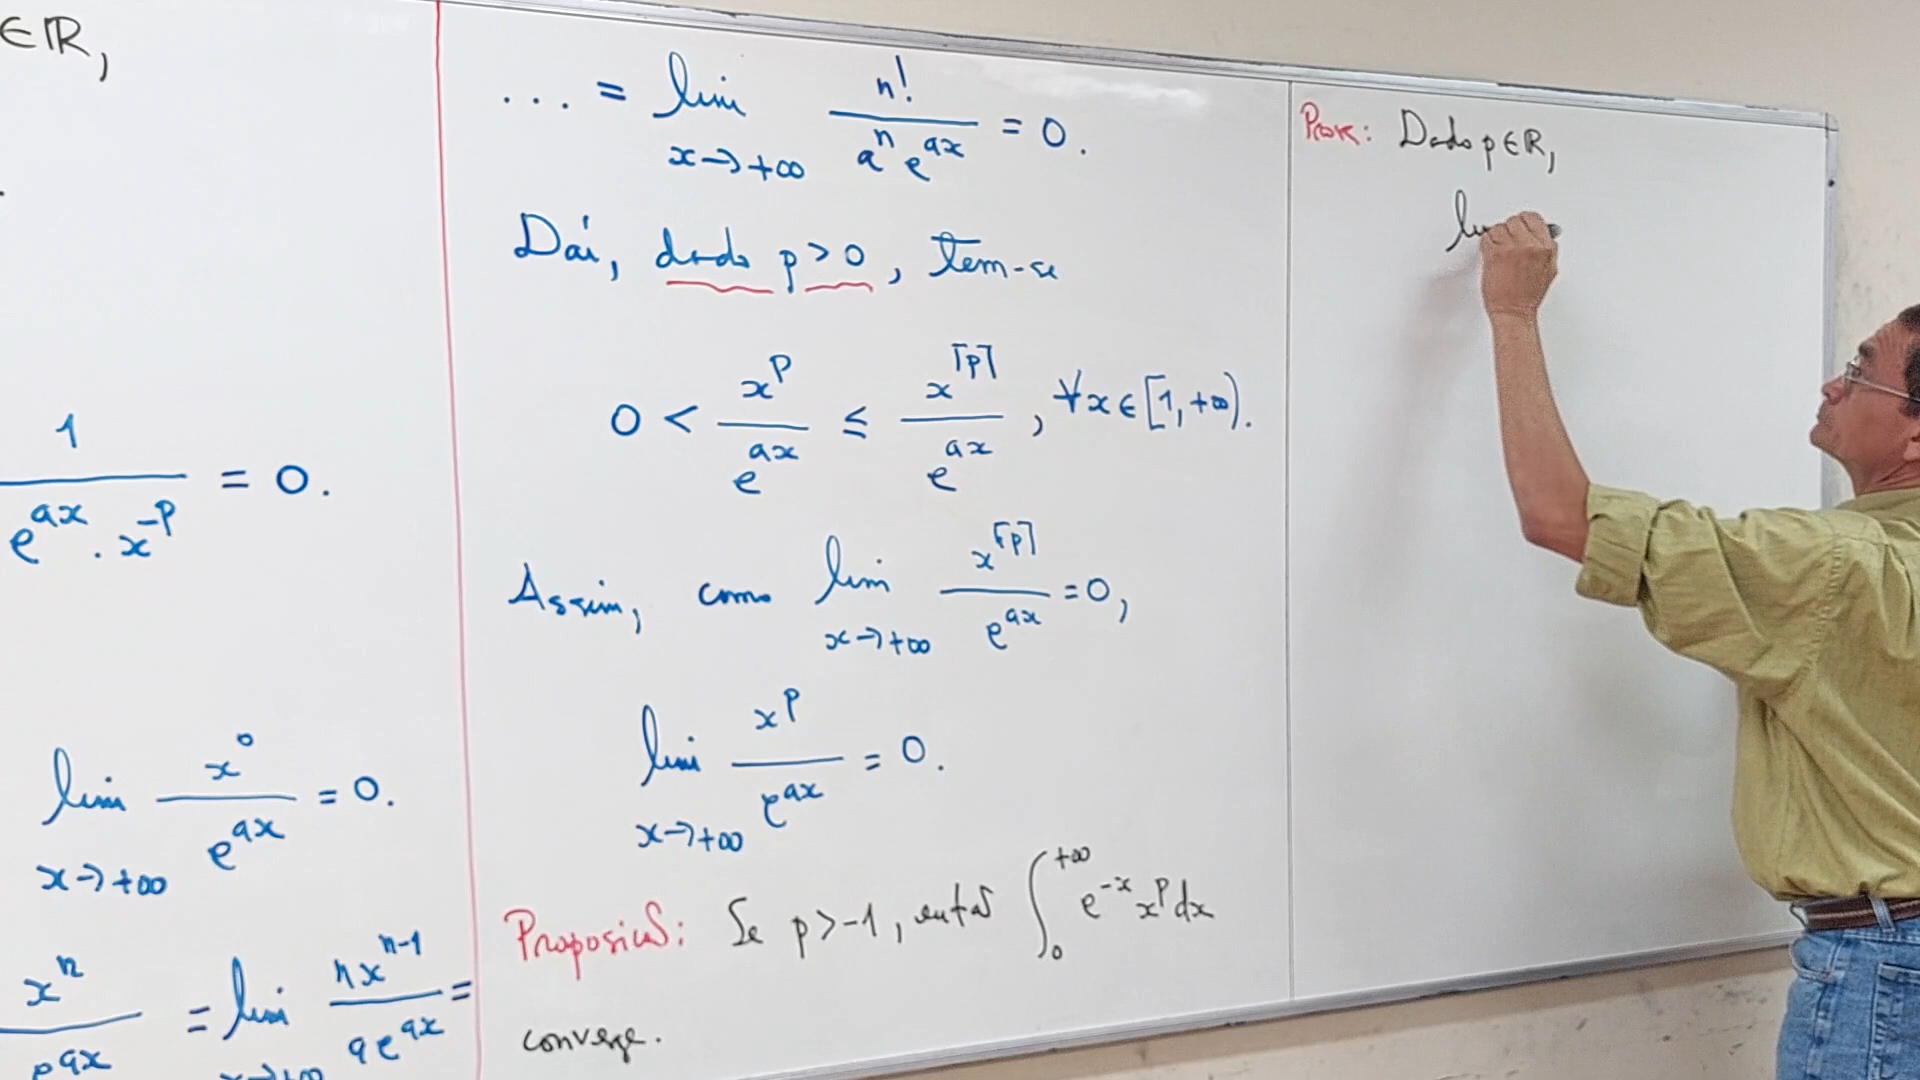 ∈ℝ,
.
1
───────── = 0.
e^{ax} . x^{-p}
lim x^0 / e^{ax} = 0.
x→+∞
x^n / e^{ax} = lim n x^{n-1} / a e^{ax} =
x→+∞
... = lim n! / (a^n e^{ax}) = 0.
x→+∞
Daí, dado p>0, tem-se
0 < x^p / e^{ax} ≤ x^{⌈p⌉} / e^{ax}, ∀x∈[1,+∞).
Assim, como lim x^{⌈p⌉} / e^{ax} = 0,
x→+∞
lim x^p / e^{ax} = 0.
x→+∞
Proposição: Se p>-1, então ∫_0^{+∞} e^{-x} x^p dx
converge.
Prova: Dado p∈ℝ,